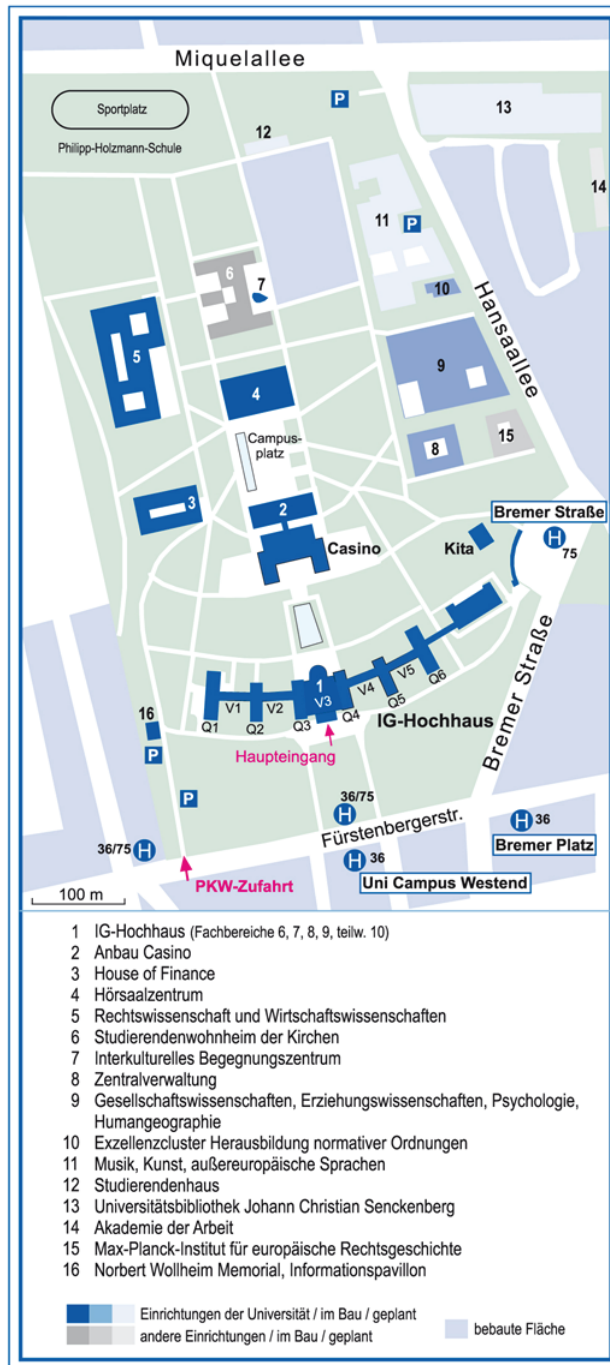 Miquelallee
Sportplatz
Philipp-Holzmann-Schule
P
13
12
14
11
P
6
7
10
Hansaallee
5
9
4
Campus-
platz
8
15
3
2
Bremer Straße
H
75
Casino
Kita
1
V3
V1
V2
V4
V5
Q1
Q2
Q3
Q4
Q5
Q6
IG-Hochhaus
Bremer Straße
16
P
Haupteingang
P
36/75
H
Fürstenbergerstr.
H 36
Bremer Platz
36/75 H
H 36
Uni Campus Westend
PKW-Zufahrt
100 m
1 IG-Hochhaus (Fachbereiche 6, 7, 8, 9, teilw. 10)
2 Anbau Casino
3 House of Finance
4 Hörsaalzentrum
5 Rechtswissenschaft und Wirtschaftswissenschaften
6 Studierendenwohnheim der Kirchen
7 Interkulturelles Begegnungszentrum
8 Zentralverwaltung
9 Gesellschaftswissenschaften, Erziehungswissenschaften, Psychologie,
Humangeographie
10 Exzellenzcluster Herausbildung normativer Ordnungen
11 Musik, Kunst, außereuropäische Sprachen
12 Studierendenhaus
13 Universitätsbibliothek Johann Christian Senckenberg
14 Akademie der Arbeit
15 Max-Planck-Institut für europäische Rechtsgeschichte
16 Norbert Wollheim Memorial, Informationspavillon
Einrichtungen der Universität / im Bau / geplant
andere Einrichtungen / im Bau / geplant
bebaute Fläche